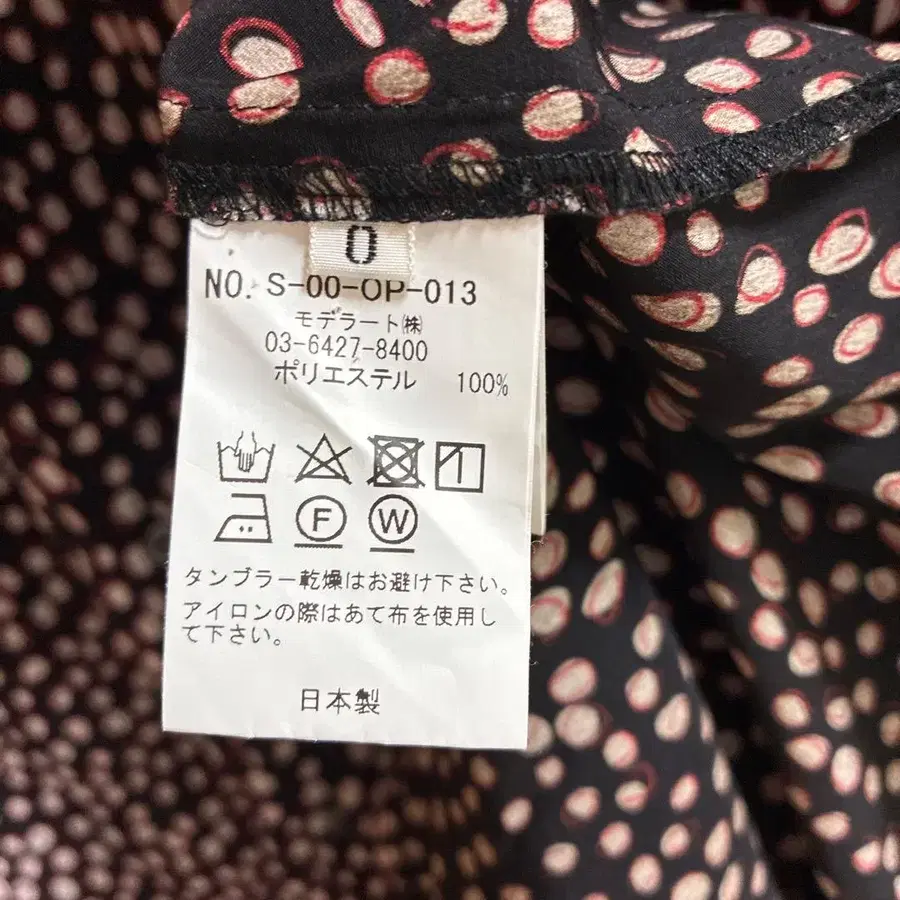 0
NO. S-00-OP-013
モデラート㈱
03-6427-8400
ポリエステル 100%
F W
タンブラー乾燥はお避け下さい。
アイロンの際はあて布を使用し
て下さい。
日本製